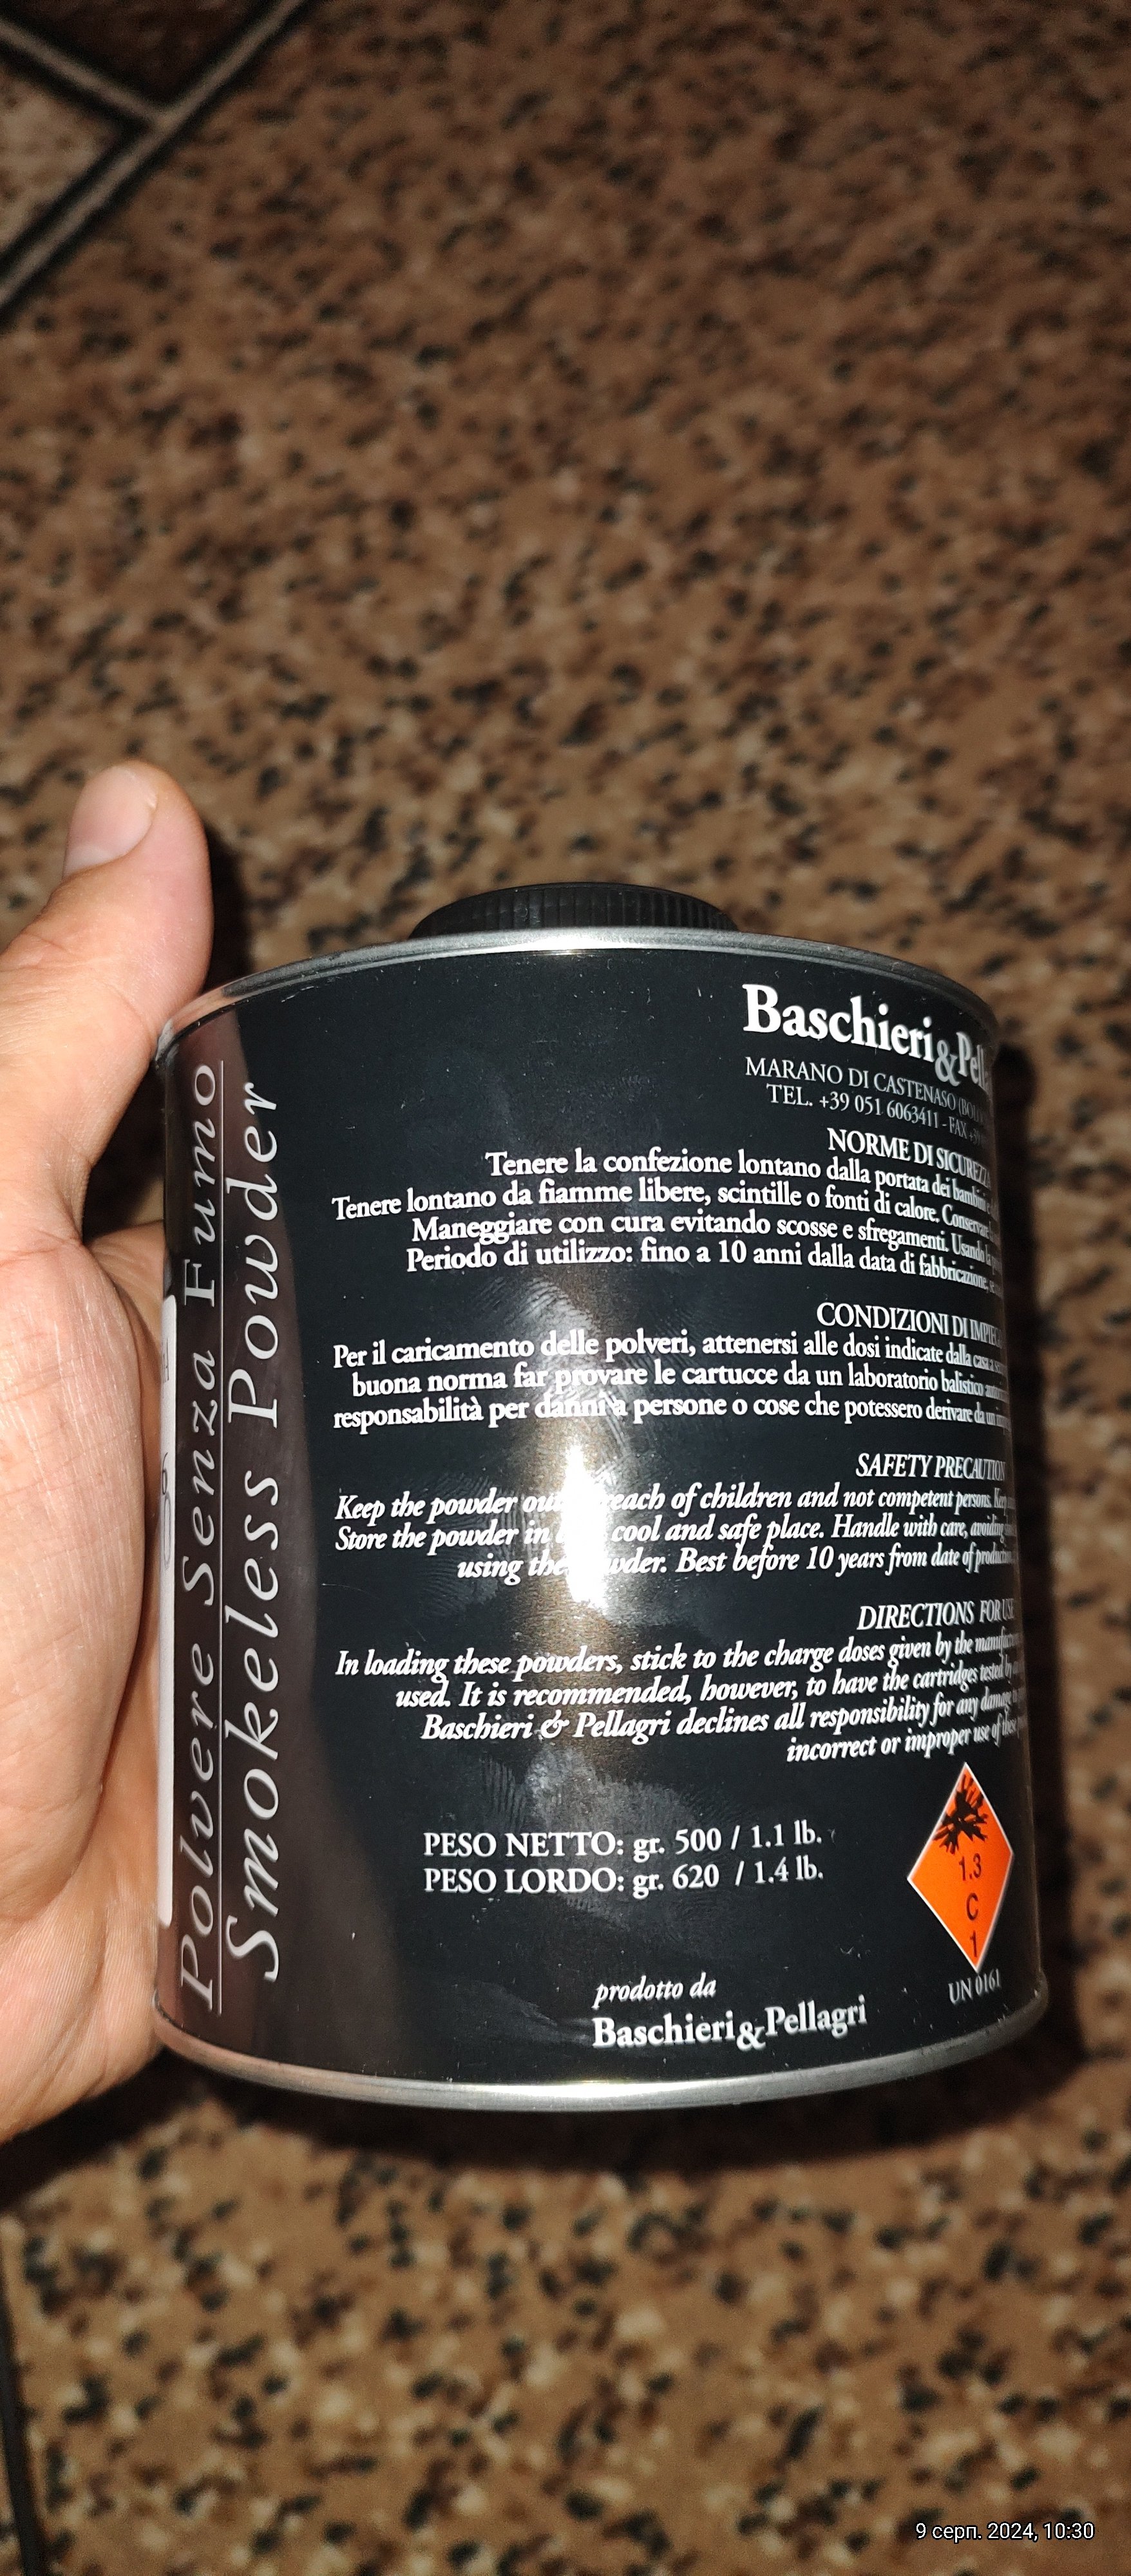 Polvere Senza Fumo
Smokeless Powder
Baschieri&Pell
MARANO DI CASTENASO
TEL. +39 051 6063411 - FAX
NORME DI SICUREZZ
Tenere la confezione lontano dalla portata dei bambini e
Tenere lontano da fiamme libere, scintille o fonti di calore. Conservare
Maneggiare con cura evitando scosse e sfregamenti. Usando
Periodo di utilizzo: fino a 10 anni dalla data di fabbricazione,
CONDIZIONI DI IMPIE
Per il caricamento delle polveri, attenersi alle dosi indicate dalla casa
buona norma far provare le cartucce da un laboratorio balistico
responsabilità per danni a persone o cose che potessero derivare da un
SAFETY PRECAUTION
Keep the powder out reach of children and not competent persons. Keep
Store the powder in cool and safe place. Handle with care, avoiding
using the powder. Best before 10 years from date of
DIRECTIONS FOR USE
In loading these powders, stick to the charge doses given by the
used. It is recommended, however, to have the cartridges tested by
Baschieri & Pellagri declines all responsibility for any damage
incorrect or improper use of these
PESO NETTO: gr. 500 / 1.1 lb.
PESO LORDO: gr. 620 / 1.4 lb.
1.3
C
1
UN 0161
prodotto da
Baschieri&Pellagri
9 серп. 2024, 10:30